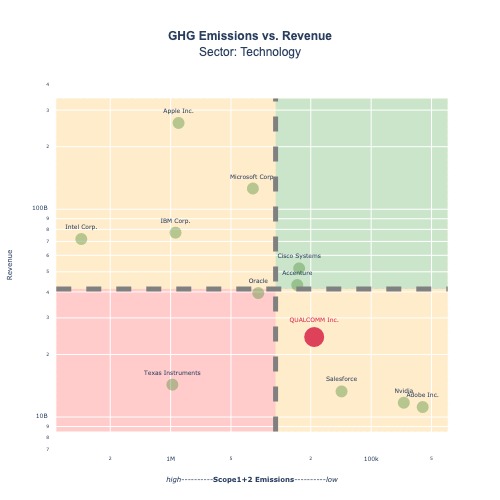 GHG Emissions vs. Revenue
Sector: Technology
4
3
Apple Inc.
2
Microsoft Corp.
100B
9
IBM Corp.
8
Intel Corp.
7
6
Cisco Systems
5
Accenture
Oracle
4
Revenue
QUALCOMM Inc.
3
2
Texas Instruments
Salesforce
Nvidia
Adobe Inc.
10B
9
8
7
2
1M
5
2
100k
5
high----------Scope1+2 Emissions----------low